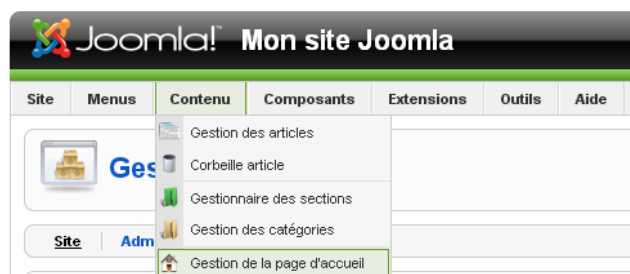 Joomla! Mon site Joomla
Site Menus Contenu Composants Extensions Outils Aide
Gestion des articles
Corbeille article
Gestionnaire des sections
Gestion des catégories
Site
Gestion de la page d'accueil